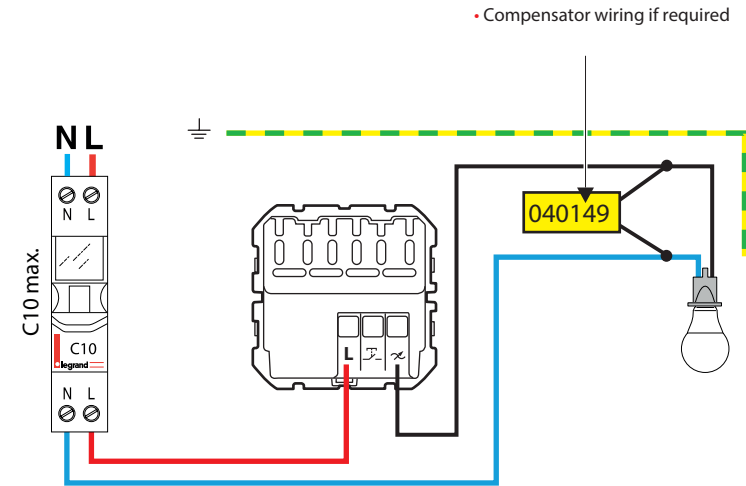 • Compensator wiring if required
N L
N L
040149
C10 max.
C10
legrand
L
N L